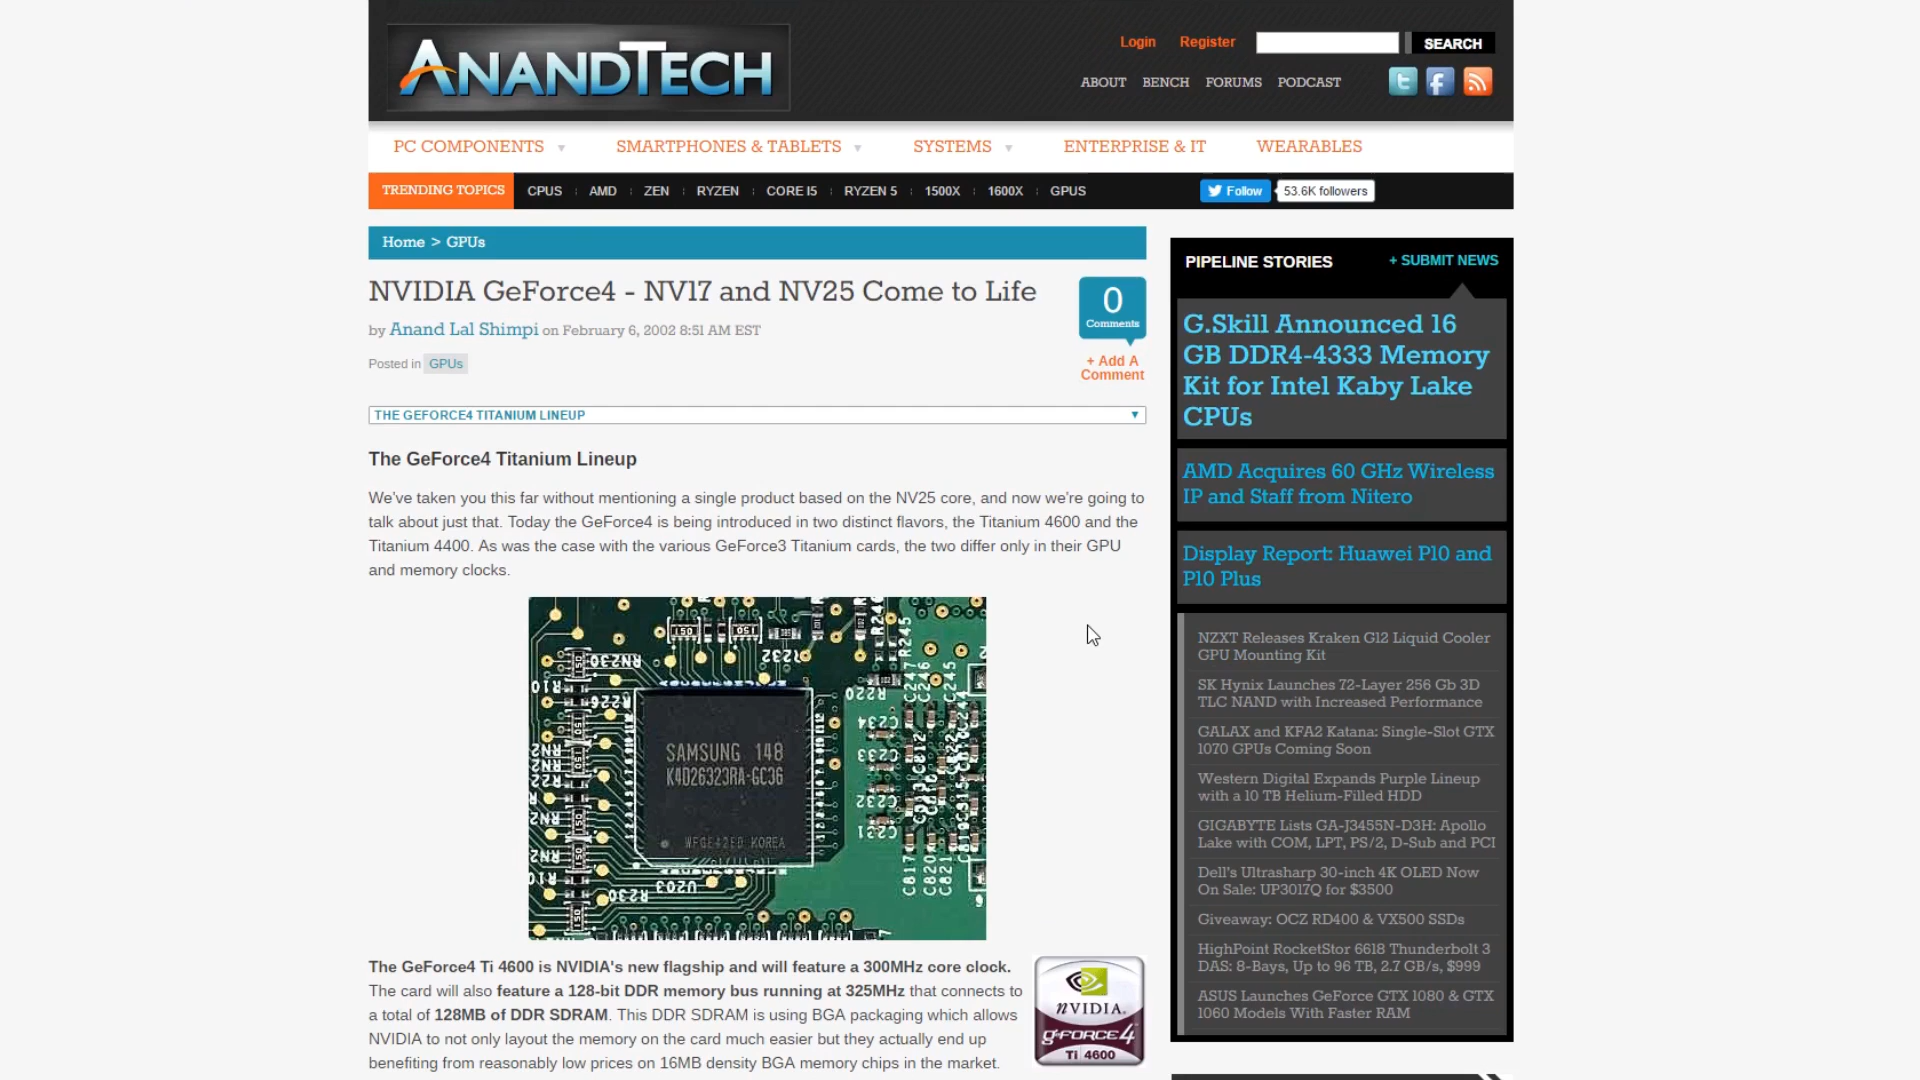 ANANDTECH
Login Register SEARCH
ABOUT BENCH FORUMS PODCAST
PC COMPONENTS SMARTPHONES & TABLETS SYSTEMS ENTERPRISE & IT WEARABLES
TRENDING TOPICS CPUS AMD ZEN RYZEN CORE I5 RYZEN 5 1500X 1600X GPUS
Follow 53.6K followers
Home > GPUs
NVIDIA GeForce4 - NV17 and NV25 Come to Life
by Anand Lal Shimpi on February 6, 2002 8:51 AM EST
Posted in GPUs
0
Comments
+ Add A
Comment
THE GEFORCE4 TITANIUM LINEUP
The GeForce4 Titanium Lineup
We've taken you this far without mentioning a single product based on the NV25 core, and now we're going to
talk about just that. Today the GeForce4 is being introduced in two distinct flavors, the Titanium 4600 and the
Titanium 4400. As was the case with the various GeForce3 Titanium cards, the two differ only in their GPU
and memory clocks.
SAMSUNG 148
K4D26323RA-GC36
KOREA
R232
R220
R226
RN230
R245
C247
C246
C245
C234
C233
C232
C231
C817
C820
C821
U203
R230
The GeForce4 Ti 4600 is NVIDIA's new flagship and will feature a 300MHz core clock.
The card will also feature a 128-bit DDR memory bus running at 325MHz that connects to
a total of 128MB of DDR SDRAM. This DDR SDRAM is using BGA packaging which allows
NVIDIA to not only layout the memory on the card much easier but they actually end up
benefiting from reasonably low prices on 16MB density BGA memory chips in the market.
nVIDIA.
GFORCE4
Ti 4600
PIPELINE STORIES + SUBMIT NEWS
G.Skill Announced 16
GB DDR4-4333 Memory
Kit for Intel Kaby Lake
CPUs
AMD Acquires 60 GHz Wireless
IP and Staff from Nitero
Display Report: Huawei P10 and
P10 Plus
NZXT Releases Kraken G12 Liquid Cooler
GPU Mounting Kit
SK Hynix Launches 72-Layer 256 Gb 3D
TLC NAND with Increased Performance
GALAX and KFA2 Katana: Single-Slot GTX
1070 GPUs Coming Soon
Western Digital Expands Purple Lineup
with a 10 TB Helium-Filled HDD
GIGABYTE Lists GA-J3455N-D3H: Apollo
Lake with COM, LPT, PS/2, D-Sub and PCI
Dell's Ultrasharp 30-inch 4K OLED Now
On Sale: UP3017Q for $3500
Giveaway: OCZ RD400 & VX500 SSDs
HighPoint RocketStor 6618 Thunderbolt 3
DAS: 8-Bays, Up to 96 TB, 2.7 GB/s, $999
ASUS Launches GeForce GTX 1080 & GTX
1060 Models With Faster RAM